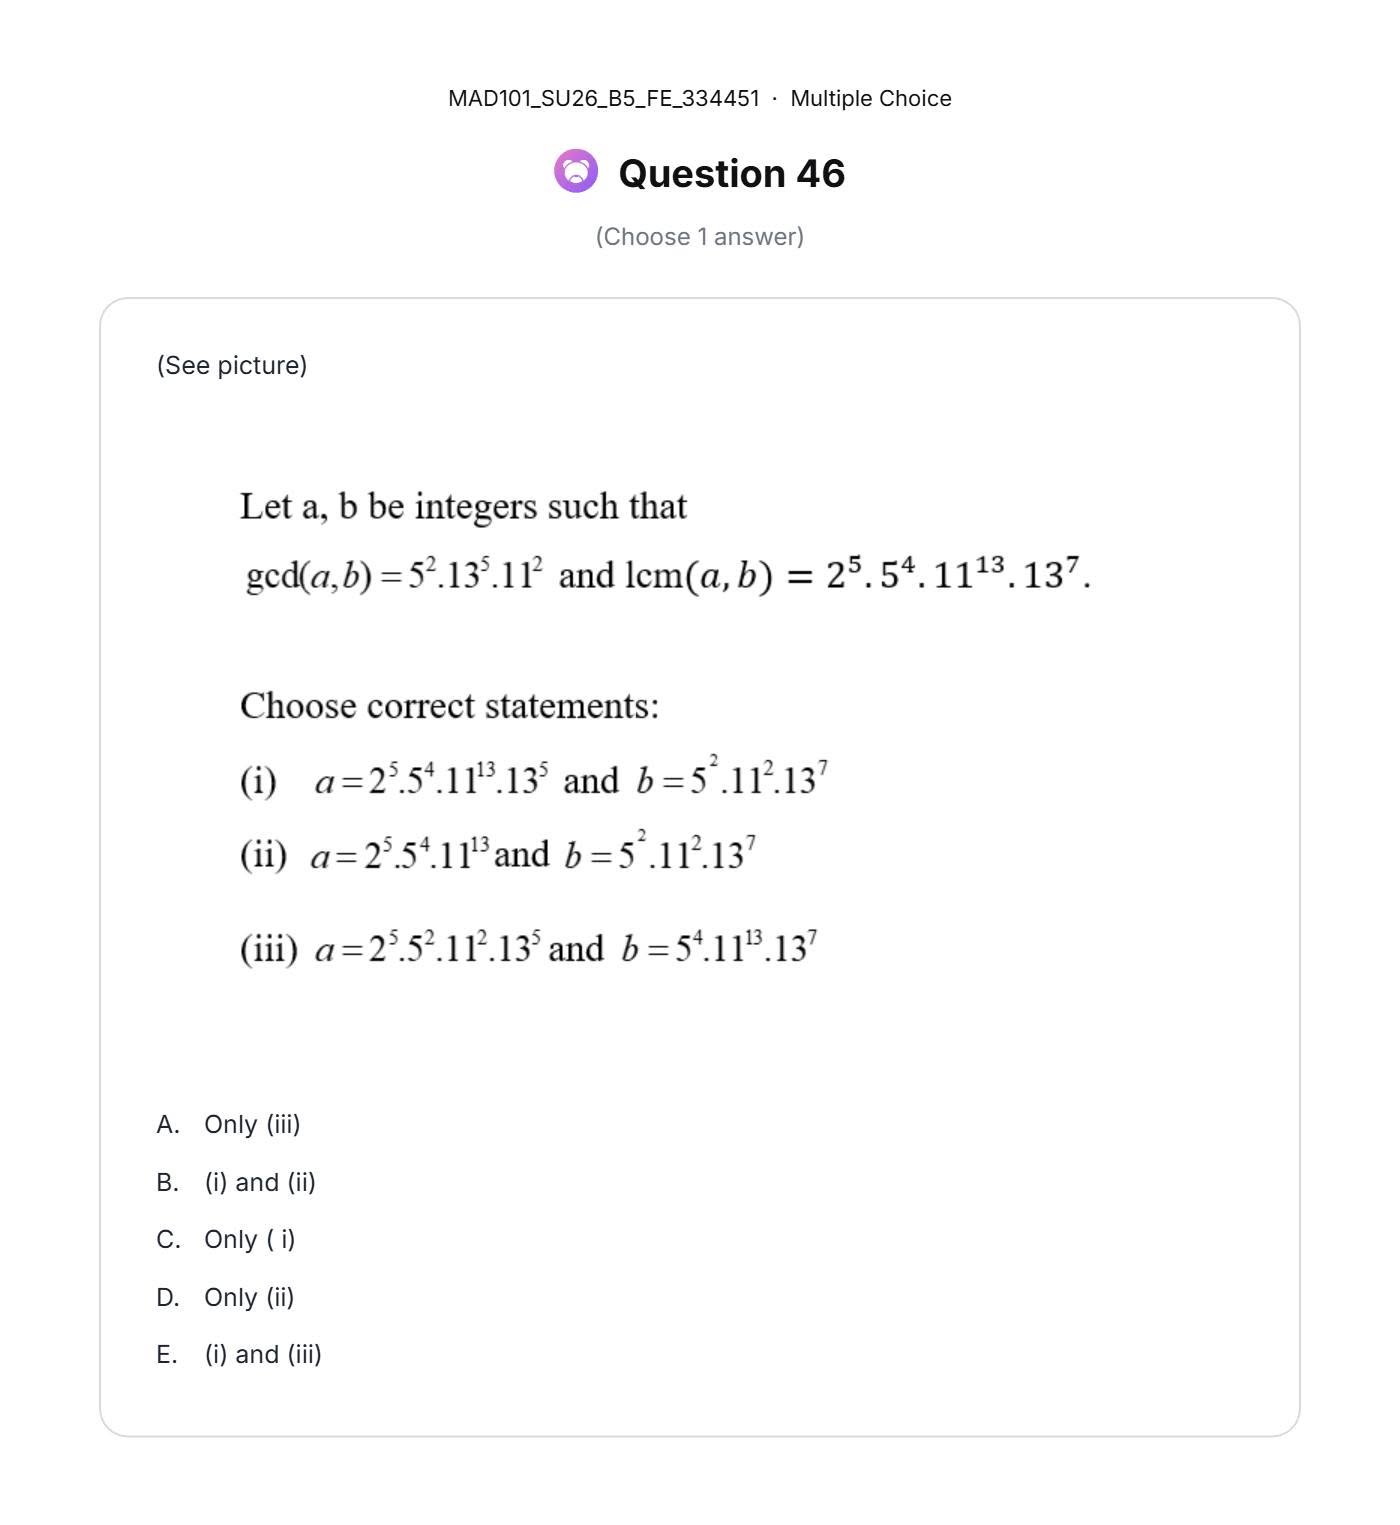 MAD101_SU26_B5_FE_334451 · Multiple Choice
Question 46
(Choose 1 answer)
(See picture)
Let a, b be integers such that
gcd(a,b) = 5².13⁵.11² and lcm(a, b) = 2⁵. 5⁴. 11¹³. 13⁷.
Choose correct statements:
(i) a = 2⁵.5⁴.11¹³.13⁵ and b = 5².11².13⁷
(ii) a = 2⁵.5⁴.11¹³ and b = 5².11².13⁷
(iii) a = 2⁵.5².11².13⁵ and b = 5⁴.11¹³.13⁷
A. Only (iii)
B. (i) and (ii)
C. Only ( i)
D. Only (ii)
E. (i) and (iii)